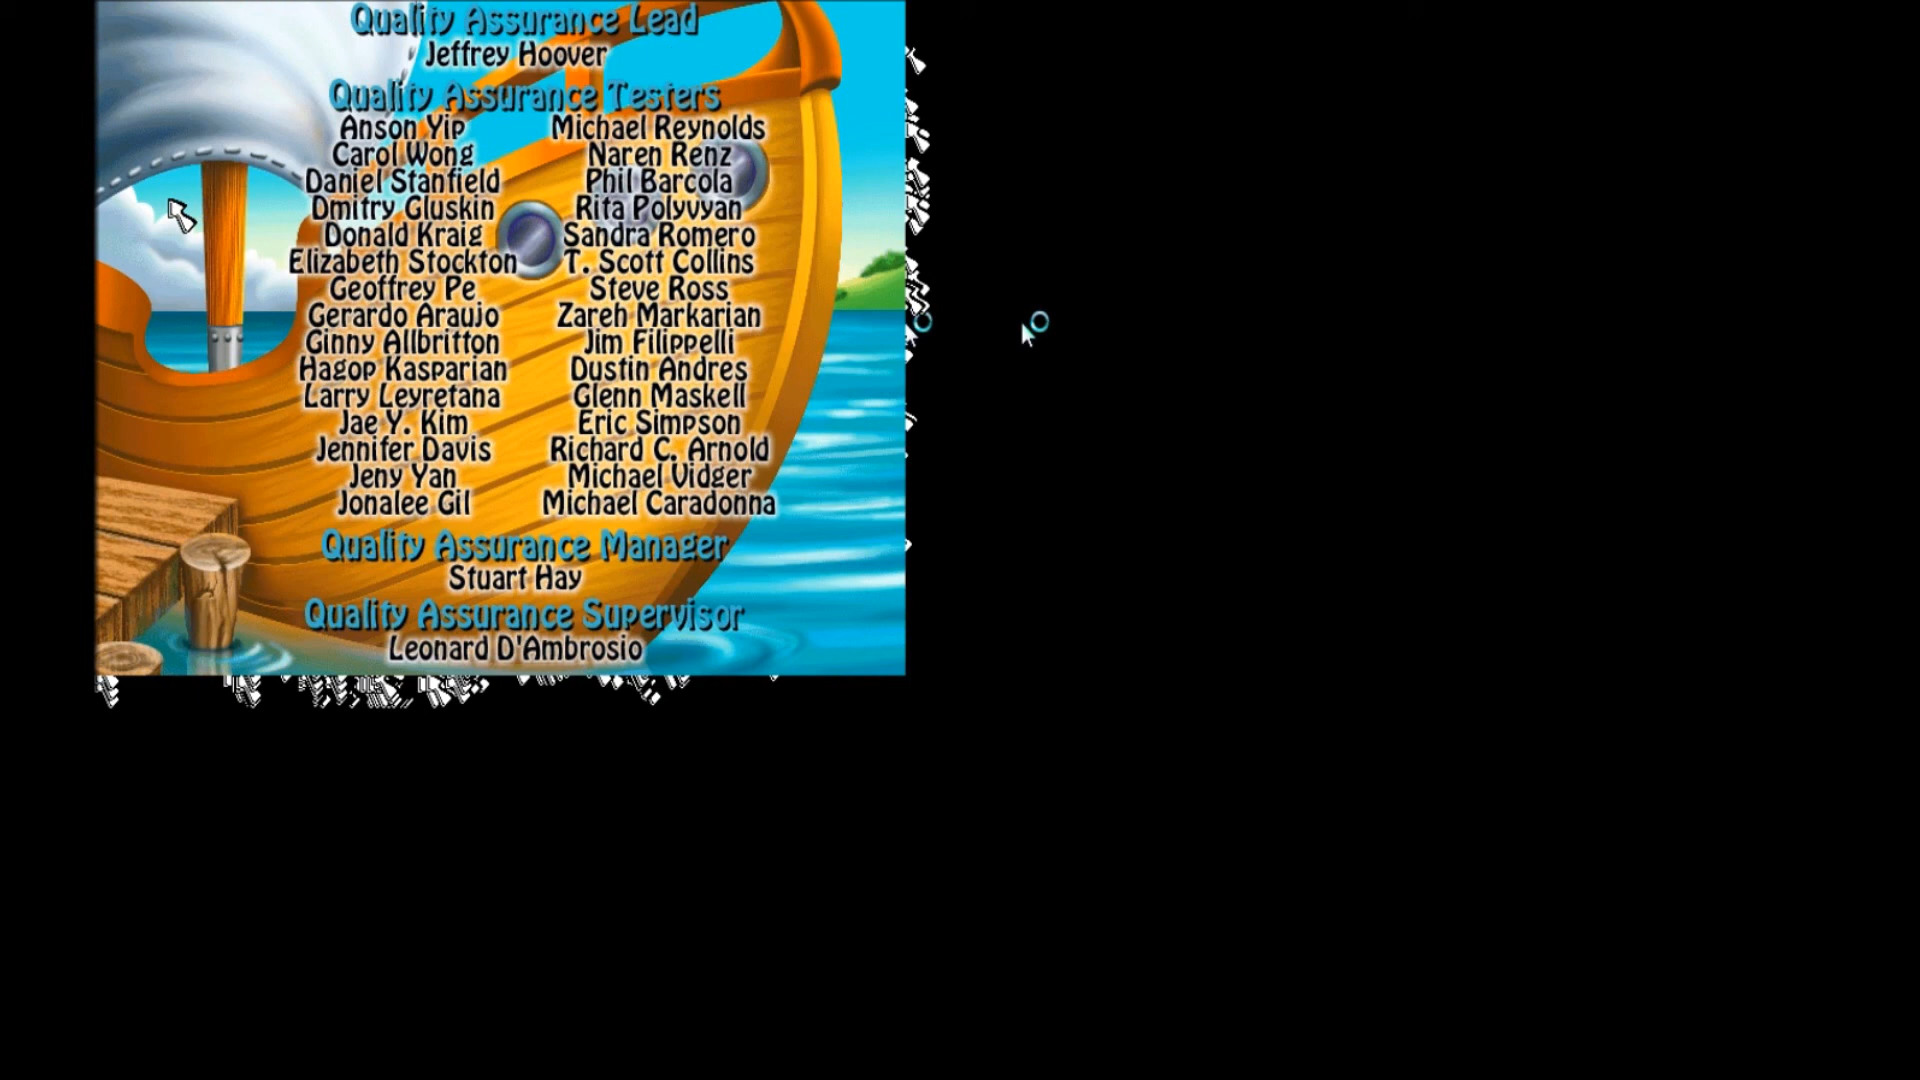 Quality Assurance Lead
Jeffrey Hoover
Quality Assurance Testers
Anson Yip Michael Reynolds
Carol Wong Naren Renz
Daniel Stanfield Phil Barcola
Dmitry Gluskin Rita Polyvyan
Donald Kraig Sandra Romero
Elizabeth Stockton T. Scott Collins
Geoffrey Pe Steve Ross
Gerardo Araujo Zareh Markarian
Ginny Allbritton Jim Filippelli
Hagop Kasparian Dustin Andres
Larry Leyretana Glenn Maskell
Jae Y. Kim Eric Simpson
Jennifer Davis Richard C. Arnold
Jeny Yan Michael Vidger
Jonalee Gil Michael Caradonna
Quality Assurance Manager
Stuart Hay
Quality Assurance Supervisor
Leonard D'Ambrosio